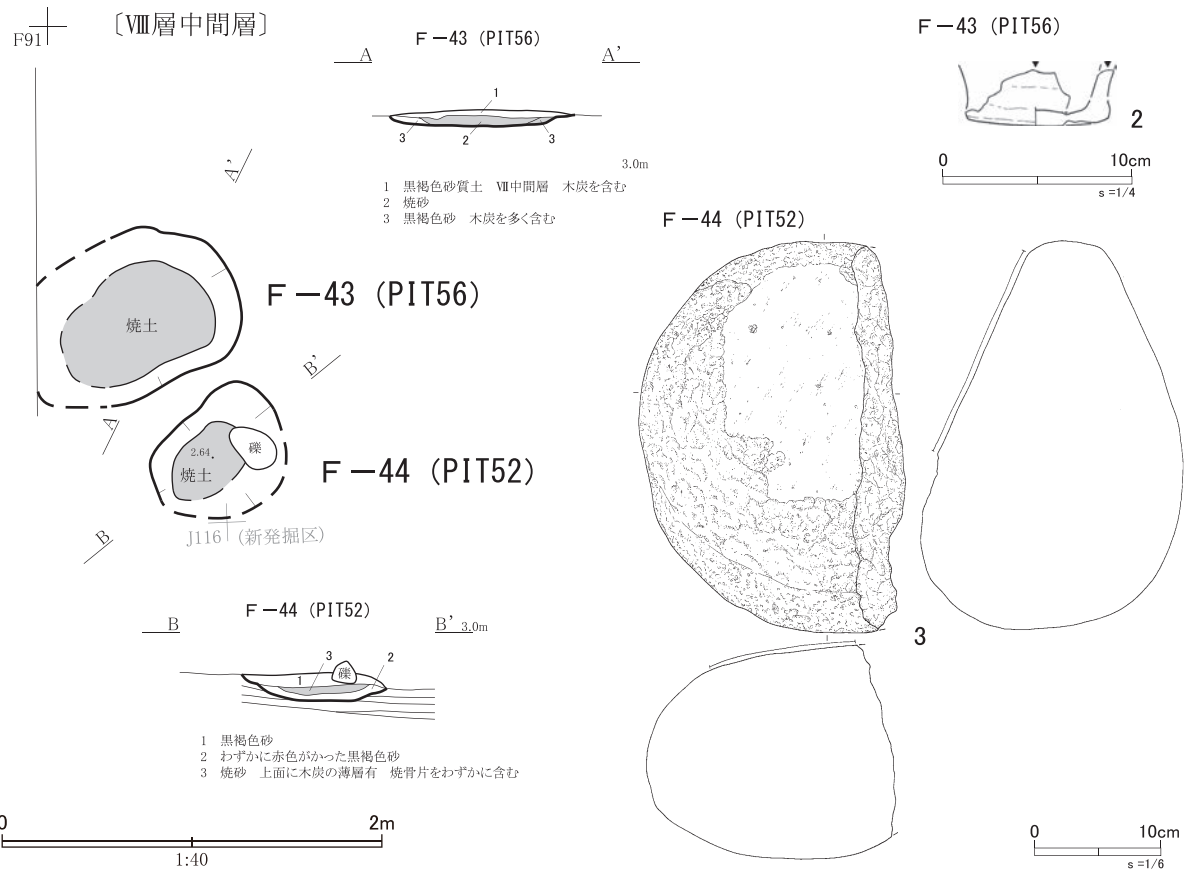 F91
〔Ⅷ層中間層〕
F－43（PIT56）
A
A'
1
3
2
3
3.0m
1 黒褐色砂質土 Ⅶ中間層 木炭を含む
2 焼砂
3 黒褐色砂 木炭を多く含む
A'
焼土
F－43（PIT56）
A
B'
2.64
焼土
礫
F－44（PIT52）
B
J116（新発掘区）
F－44（PIT52）
B
B' 3.0m
3
2
1
礫
1 黒褐色砂
2 わずかに赤色がかった黒褐色砂
3 焼砂 上面に木炭の薄層有 焼骨片をわずかに含む
0
2m
1:40
F－43（PIT56）
2
0
10cm
s =1/4
F－44（PIT52）
3
0
10cm
s =1/6